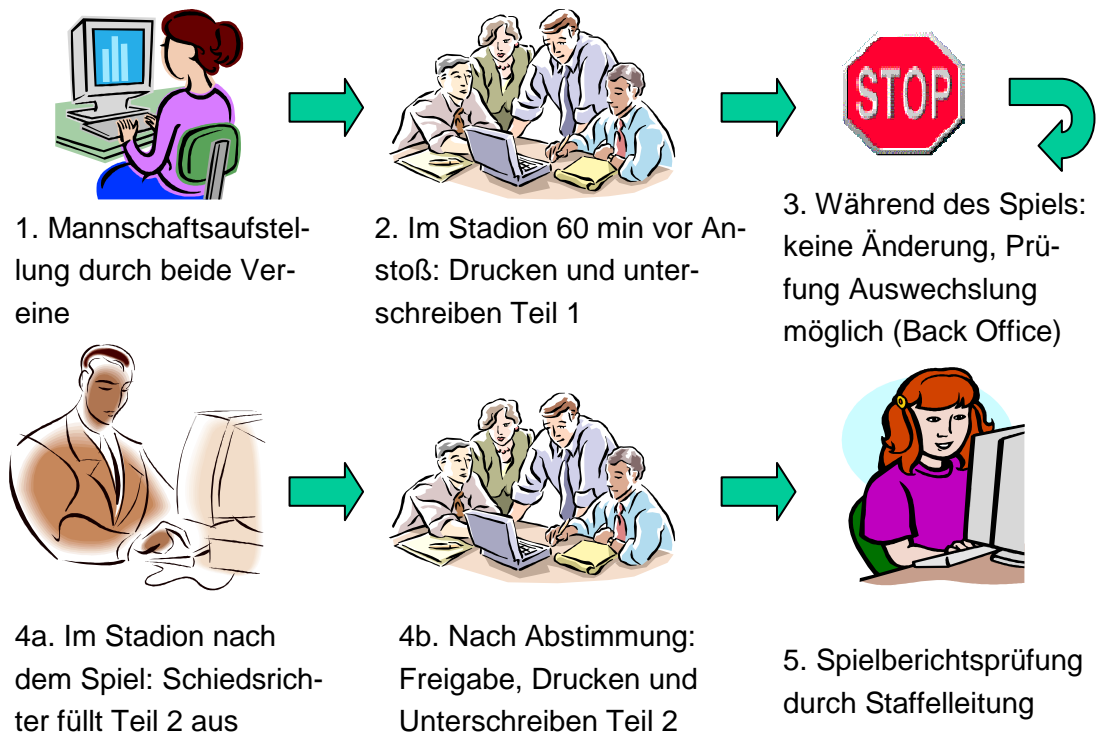 STOP
1. Mannschaftsaufstel-
lung durch beide Ver-
eine
2. Im Stadion 60 min vor An-
stoß: Drucken und unter-
schreiben Teil 1
3. Während des Spiels:
keine Änderung, Prü-
fung Auswechslung
möglich (Back Office)
4a. Im Stadion nach
dem Spiel: Schiedsrich-
ter füllt Teil 2 aus
4b. Nach Abstimmung:
Freigabe, Drucken und
Unterschreiben Teil 2
5. Spielberichtsprüfung
durch Staffelleitung